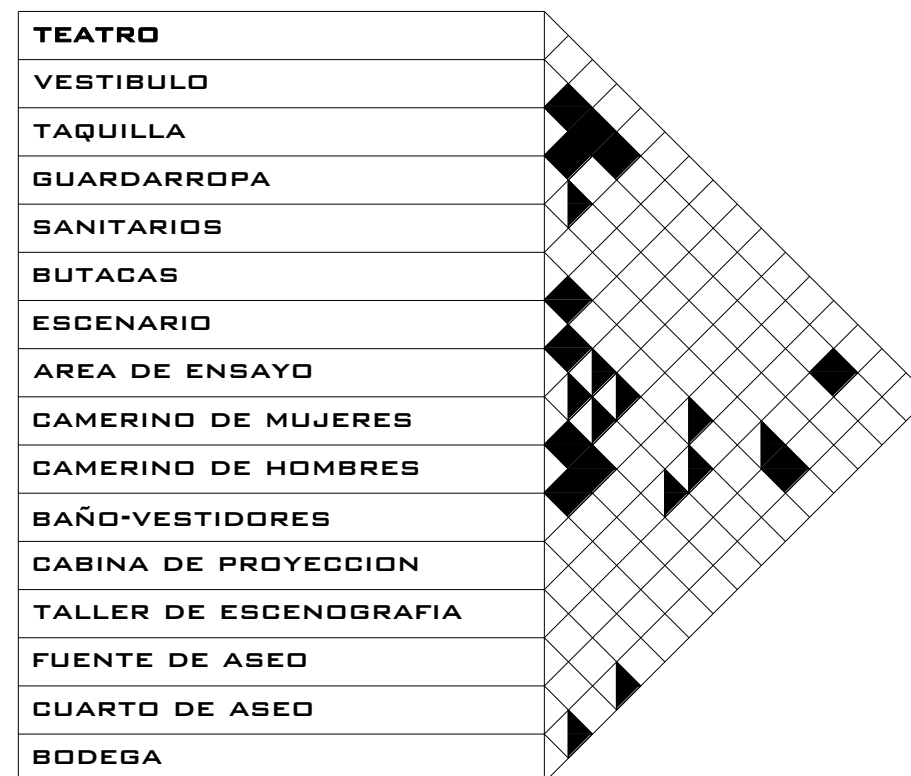 TEATRO
VESTIBULO
TAQUILLA
GUARDARROPA
SANITARIOS
BUTACAS
ESCENARIO
AREA DE ENSAYO
CAMERINO DE MUJERES
CAMERINO DE HOMBRES
BAÑO-VESTIDORES
CABINA DE PROYECCION
TALLER DE ESCENOGRAFIA
FUENTE DE ASEO
CUARTO DE ASEO
BODEGA